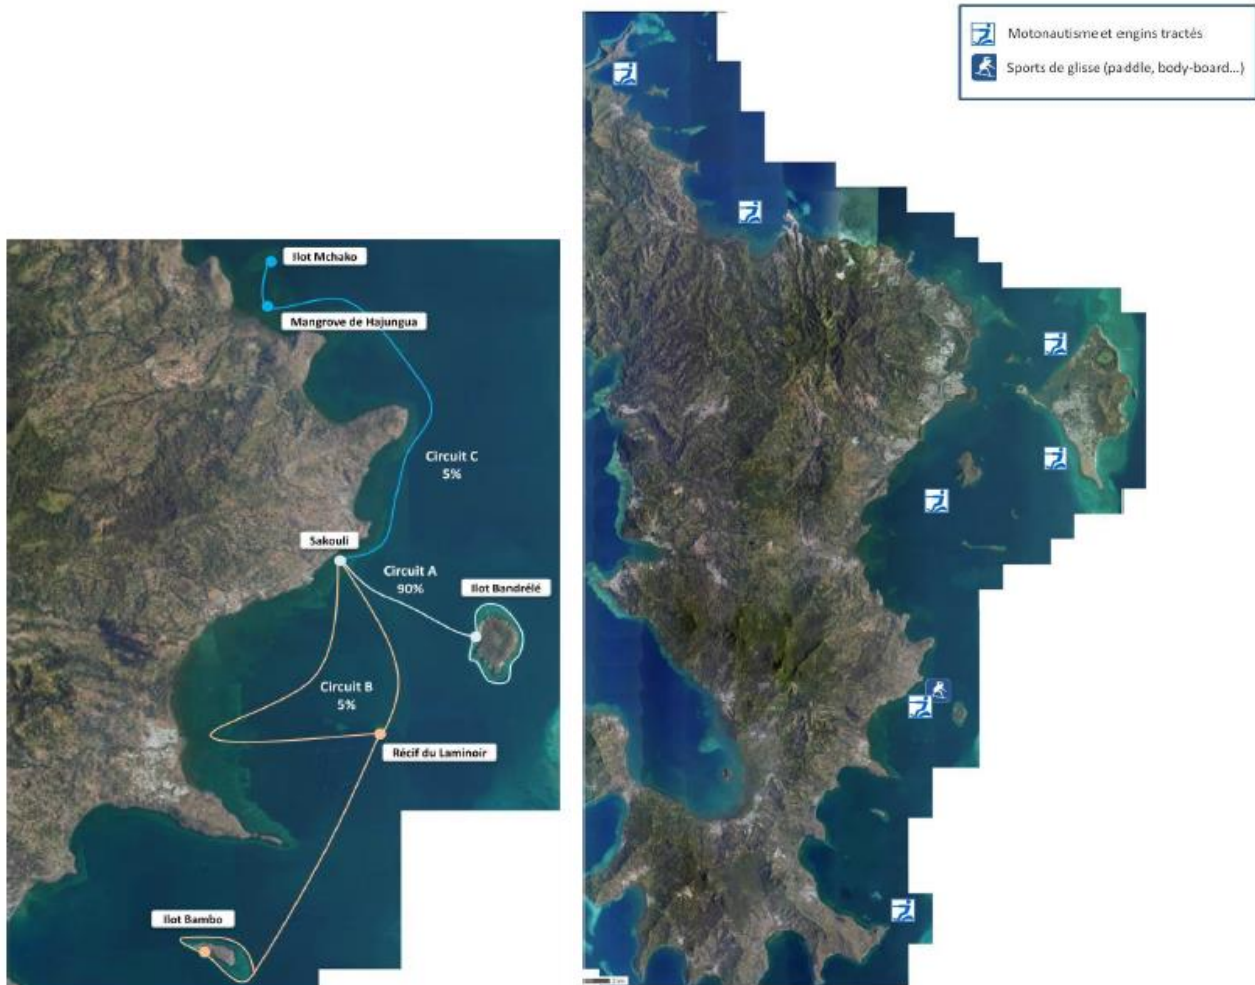 Motonautisme et engins tractés
Sports de glisse (paddle, body-board...)
Ilot Mchako
Mangrove de Hajungua
Circuit C
5%
Sakouli
Circuit A
90%
Ilot Bandrélé
Circuit B
5%
Récif du Laminoir
Ilot Bambo